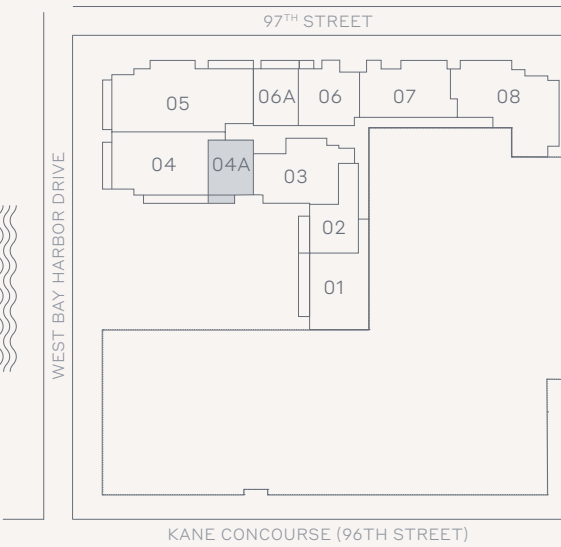 97TH STREET
05
06A
06
07
08
04
04A
03
02
01
WEST BAY HARBOR DRIVE
KANE CONCOURSE (96TH STREET)